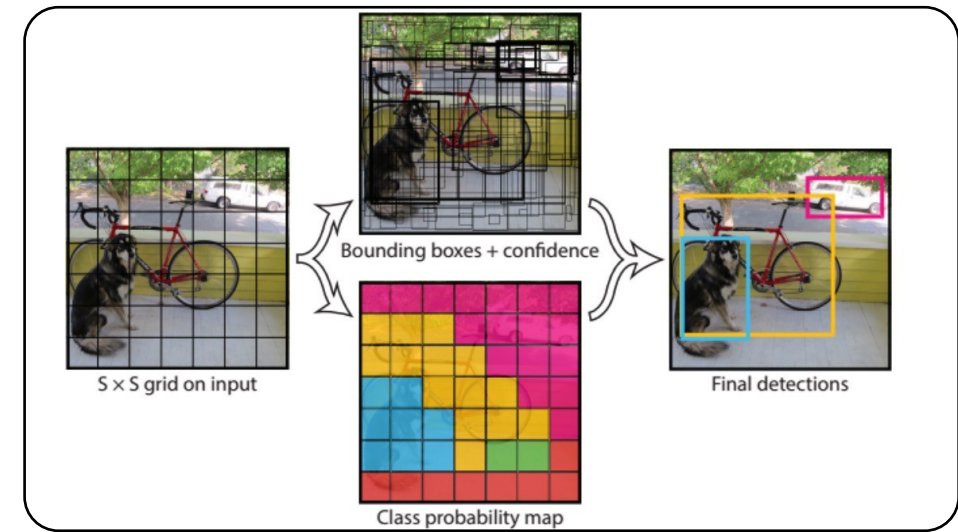 S × S grid on input
Bounding boxes + confidence
Class probability map
Final detections